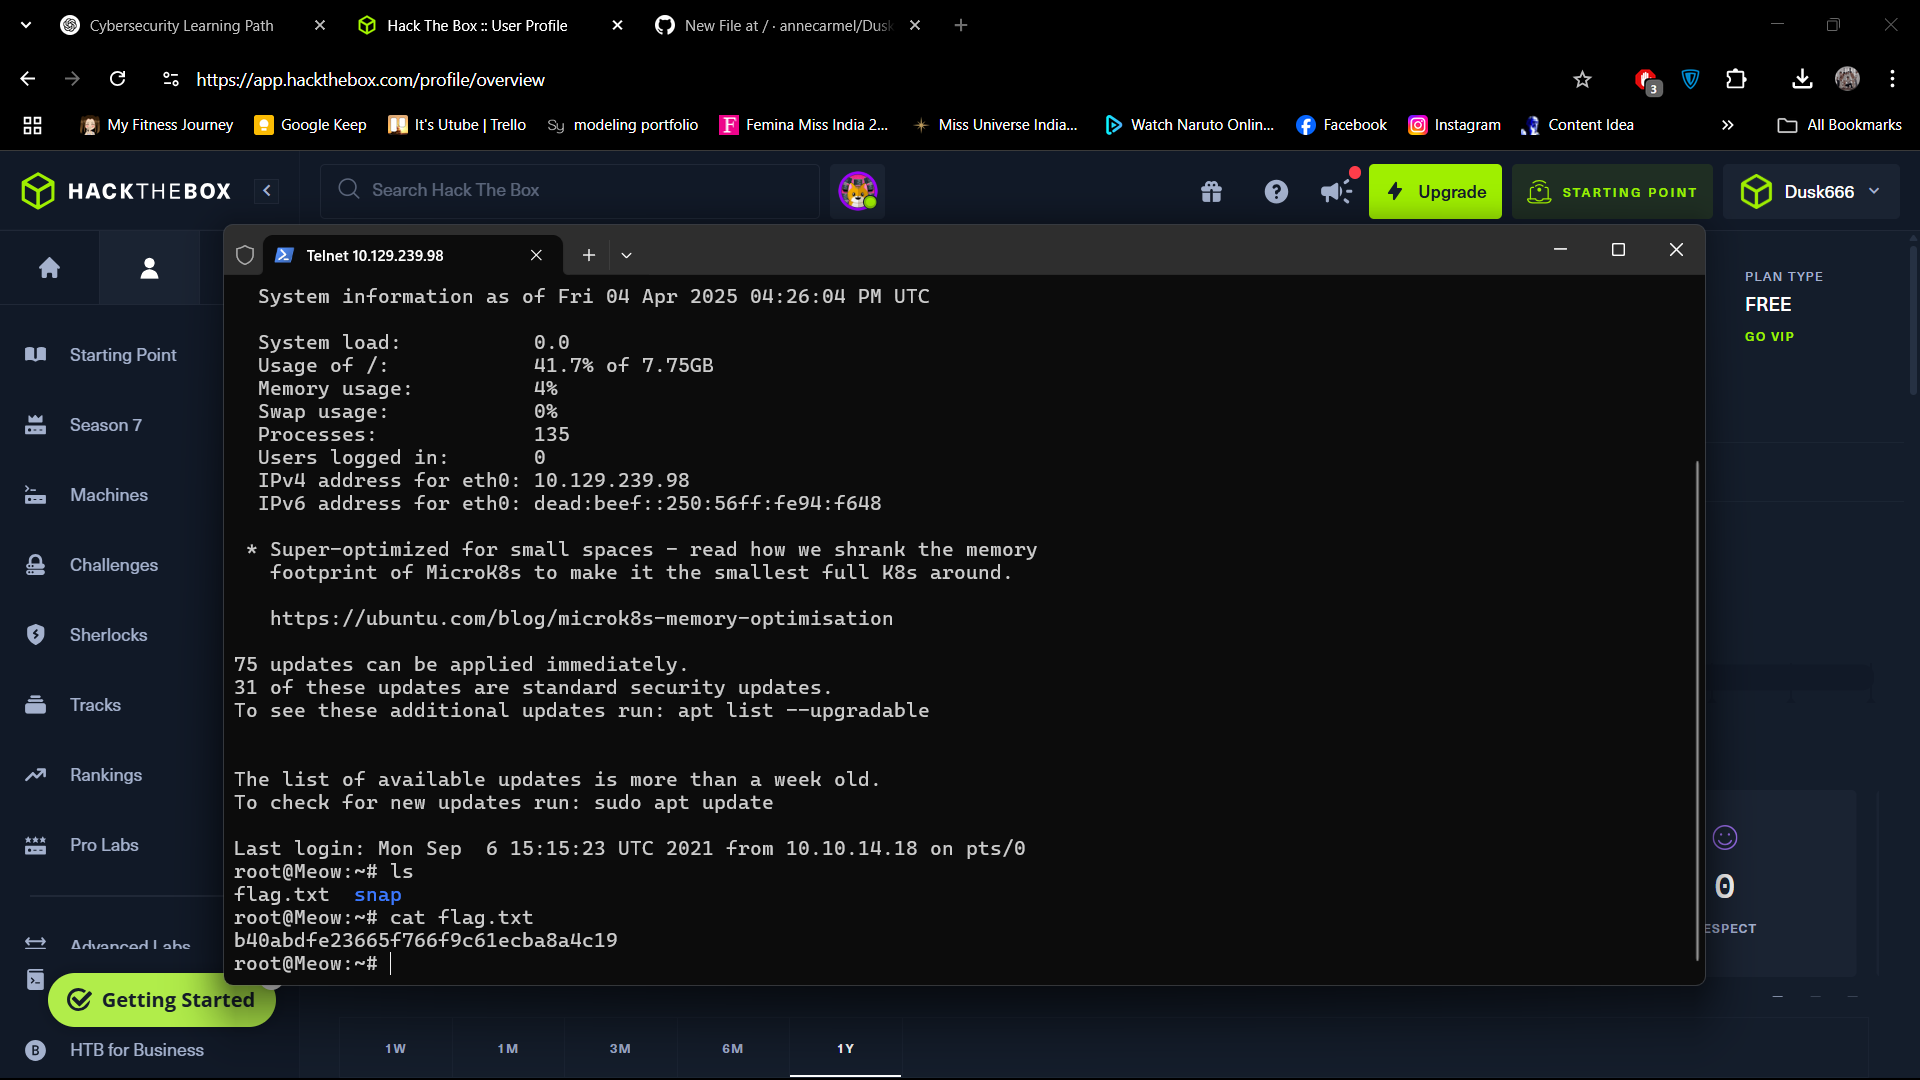 Cybersecurity Learning Path
Hack The Box :: User Profile
New File at / · annecarmel/Dusk
https://app.hackthebox.com/profile/overview
3
My Fitness Journey
Google Keep
It's Utube | Trello
Sy modeling portfolio
F Femina Miss India 2...
Miss Universe India...
Watch Naruto Onlin...
Facebook
Instagram
Content Idea
All Bookmarks
HACKTHEBOX
Search Hack The Box
Upgrade
STARTING POINT
Dusk666
PLAN TYPE
FREE
GO VIP
Starting Point
Season 7
Machines
Challenges
Sherlocks
Tracks
Rankings
Pro Labs
Advanced Labs
Getting Started
B HTB for Business
Telnet 10.129.239.98
System information as of Fri 04 Apr 2025 04:26:04 PM UTC
System load: 0.0
Usage of /: 41.7% of 7.75GB
Memory usage: 4%
Swap usage: 0%
Processes: 135
Users logged in: 0
IPv4 address for eth0: 10.129.239.98
IPv6 address for eth0: dead:beef::250:56ff:fe94:f648
* Super-optimized for small spaces - read how we shrank the memory
footprint of MicroK8s to make it the smallest full K8s around.
https://ubuntu.com/blog/microk8s-memory-optimisation
75 updates can be applied immediately.
31 of these updates are standard security updates.
To see these additional updates run: apt list --upgradable
The list of available updates is more than a week old.
To check for new updates run: sudo apt update
Last login: Mon Sep  6 15:15:23 UTC 2021 from 10.10.14.18 on pts/0
root@Meow:~# ls
flag.txt  snap
root@Meow:~# cat flag.txt
b40abdfe23665f766f9c61ecba8a4c19
root@Meow:~#
0
ESPECT
1W
1M
3M
6M
1Y